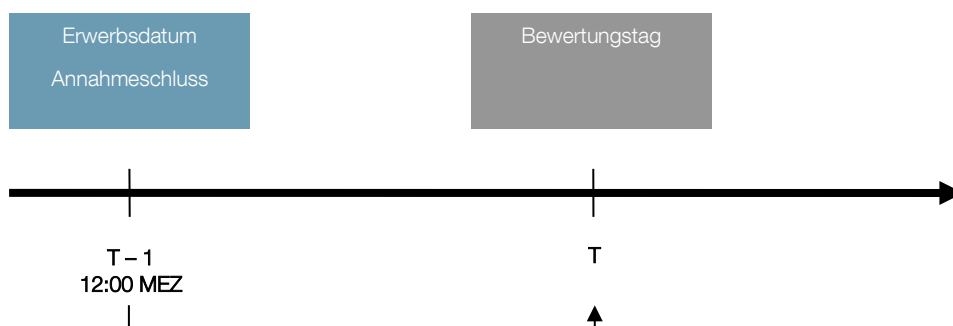 Erwerbsdatum
Annahmeschluss
Bewertungstag
T – 1
12:00 MEZ
T